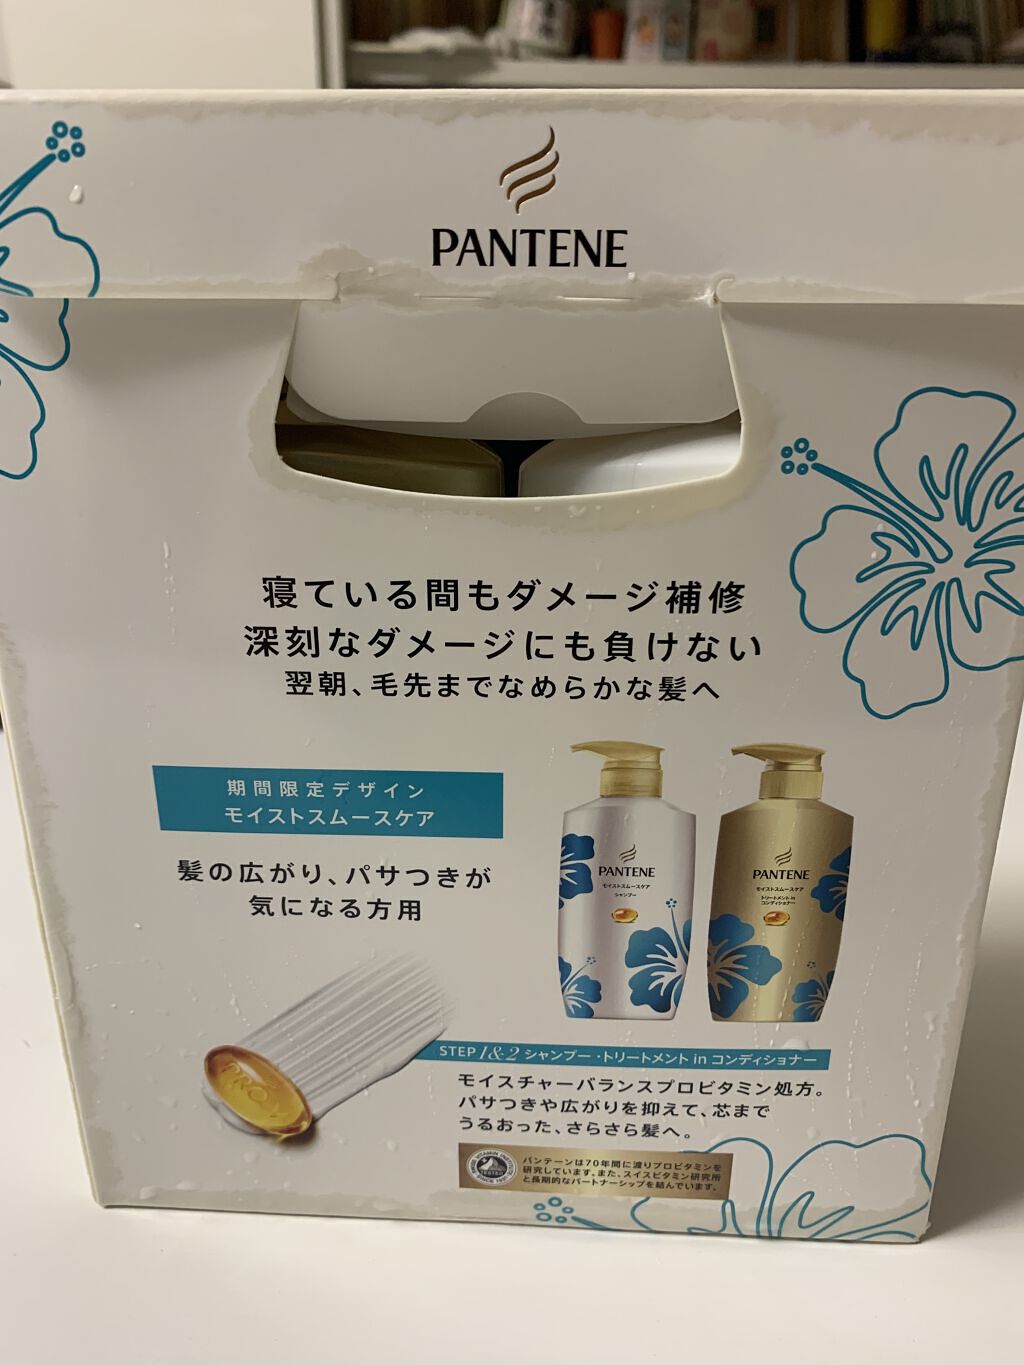 PANTENE
寝ている間もダメージ補修
深刻なダメージにも負けない
翌朝、毛先までなめらかな髪へ
期間限定デザイン
モイストスムースケア
髪の広がり、パサつきが
気になる方用
PANTENE
モイストスムースケア
シャンプー
PANTENE
モイストスムースケア
トリートメント in
コンディショナー
PRO-V
STEP 1&2 シャンプー・トリートメント in コンディショナー
モイスチャーバランスプロビタミン処方。
パサつきや広がりを抑えて、芯まで
うるおった、さらさら髪へ。
パンテーンは70年間に渡りプロビタミンを
研究しています。また、スイスビタミン研究所
と長期的なパートナーシップを結んでいます。